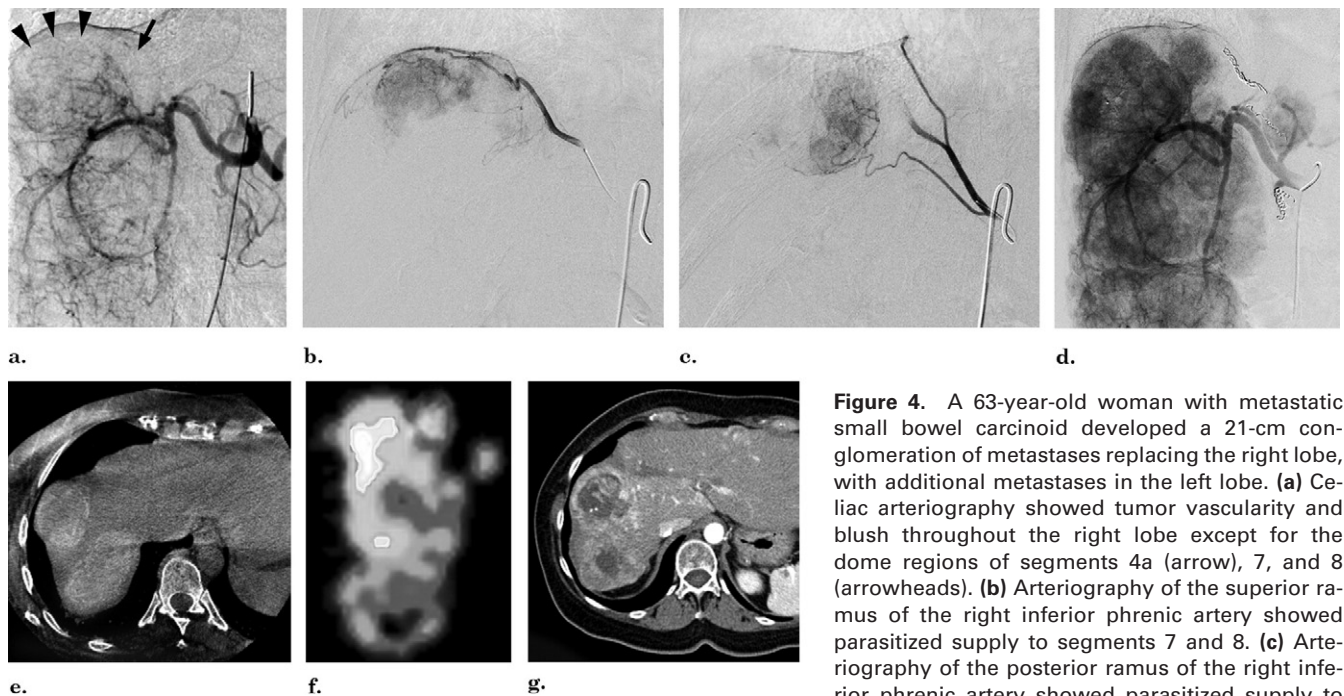 a.
b.
c.
d.
e.
f.
g.
Figure 4. A 63-year-old woman with metastatic
small bowel carcinoid developed a 21-cm con-
glomeration of metastases replacing the right lobe,
with additional metastases in the left lobe. (a) Ce-
liac arteriography showed tumor vascularity and
blush throughout the right lobe except for the
dome regions of segments 4a (arrow), 7, and 8
(arrowheads). (b) Arteriography of the superior ra-
mus of the right inferior phrenic artery showed
parasitized supply to segments 7 and 8. (c) Arte-
riography of the posterior ramus of the right infe-
rior phrenic artery showed parasitized supply to